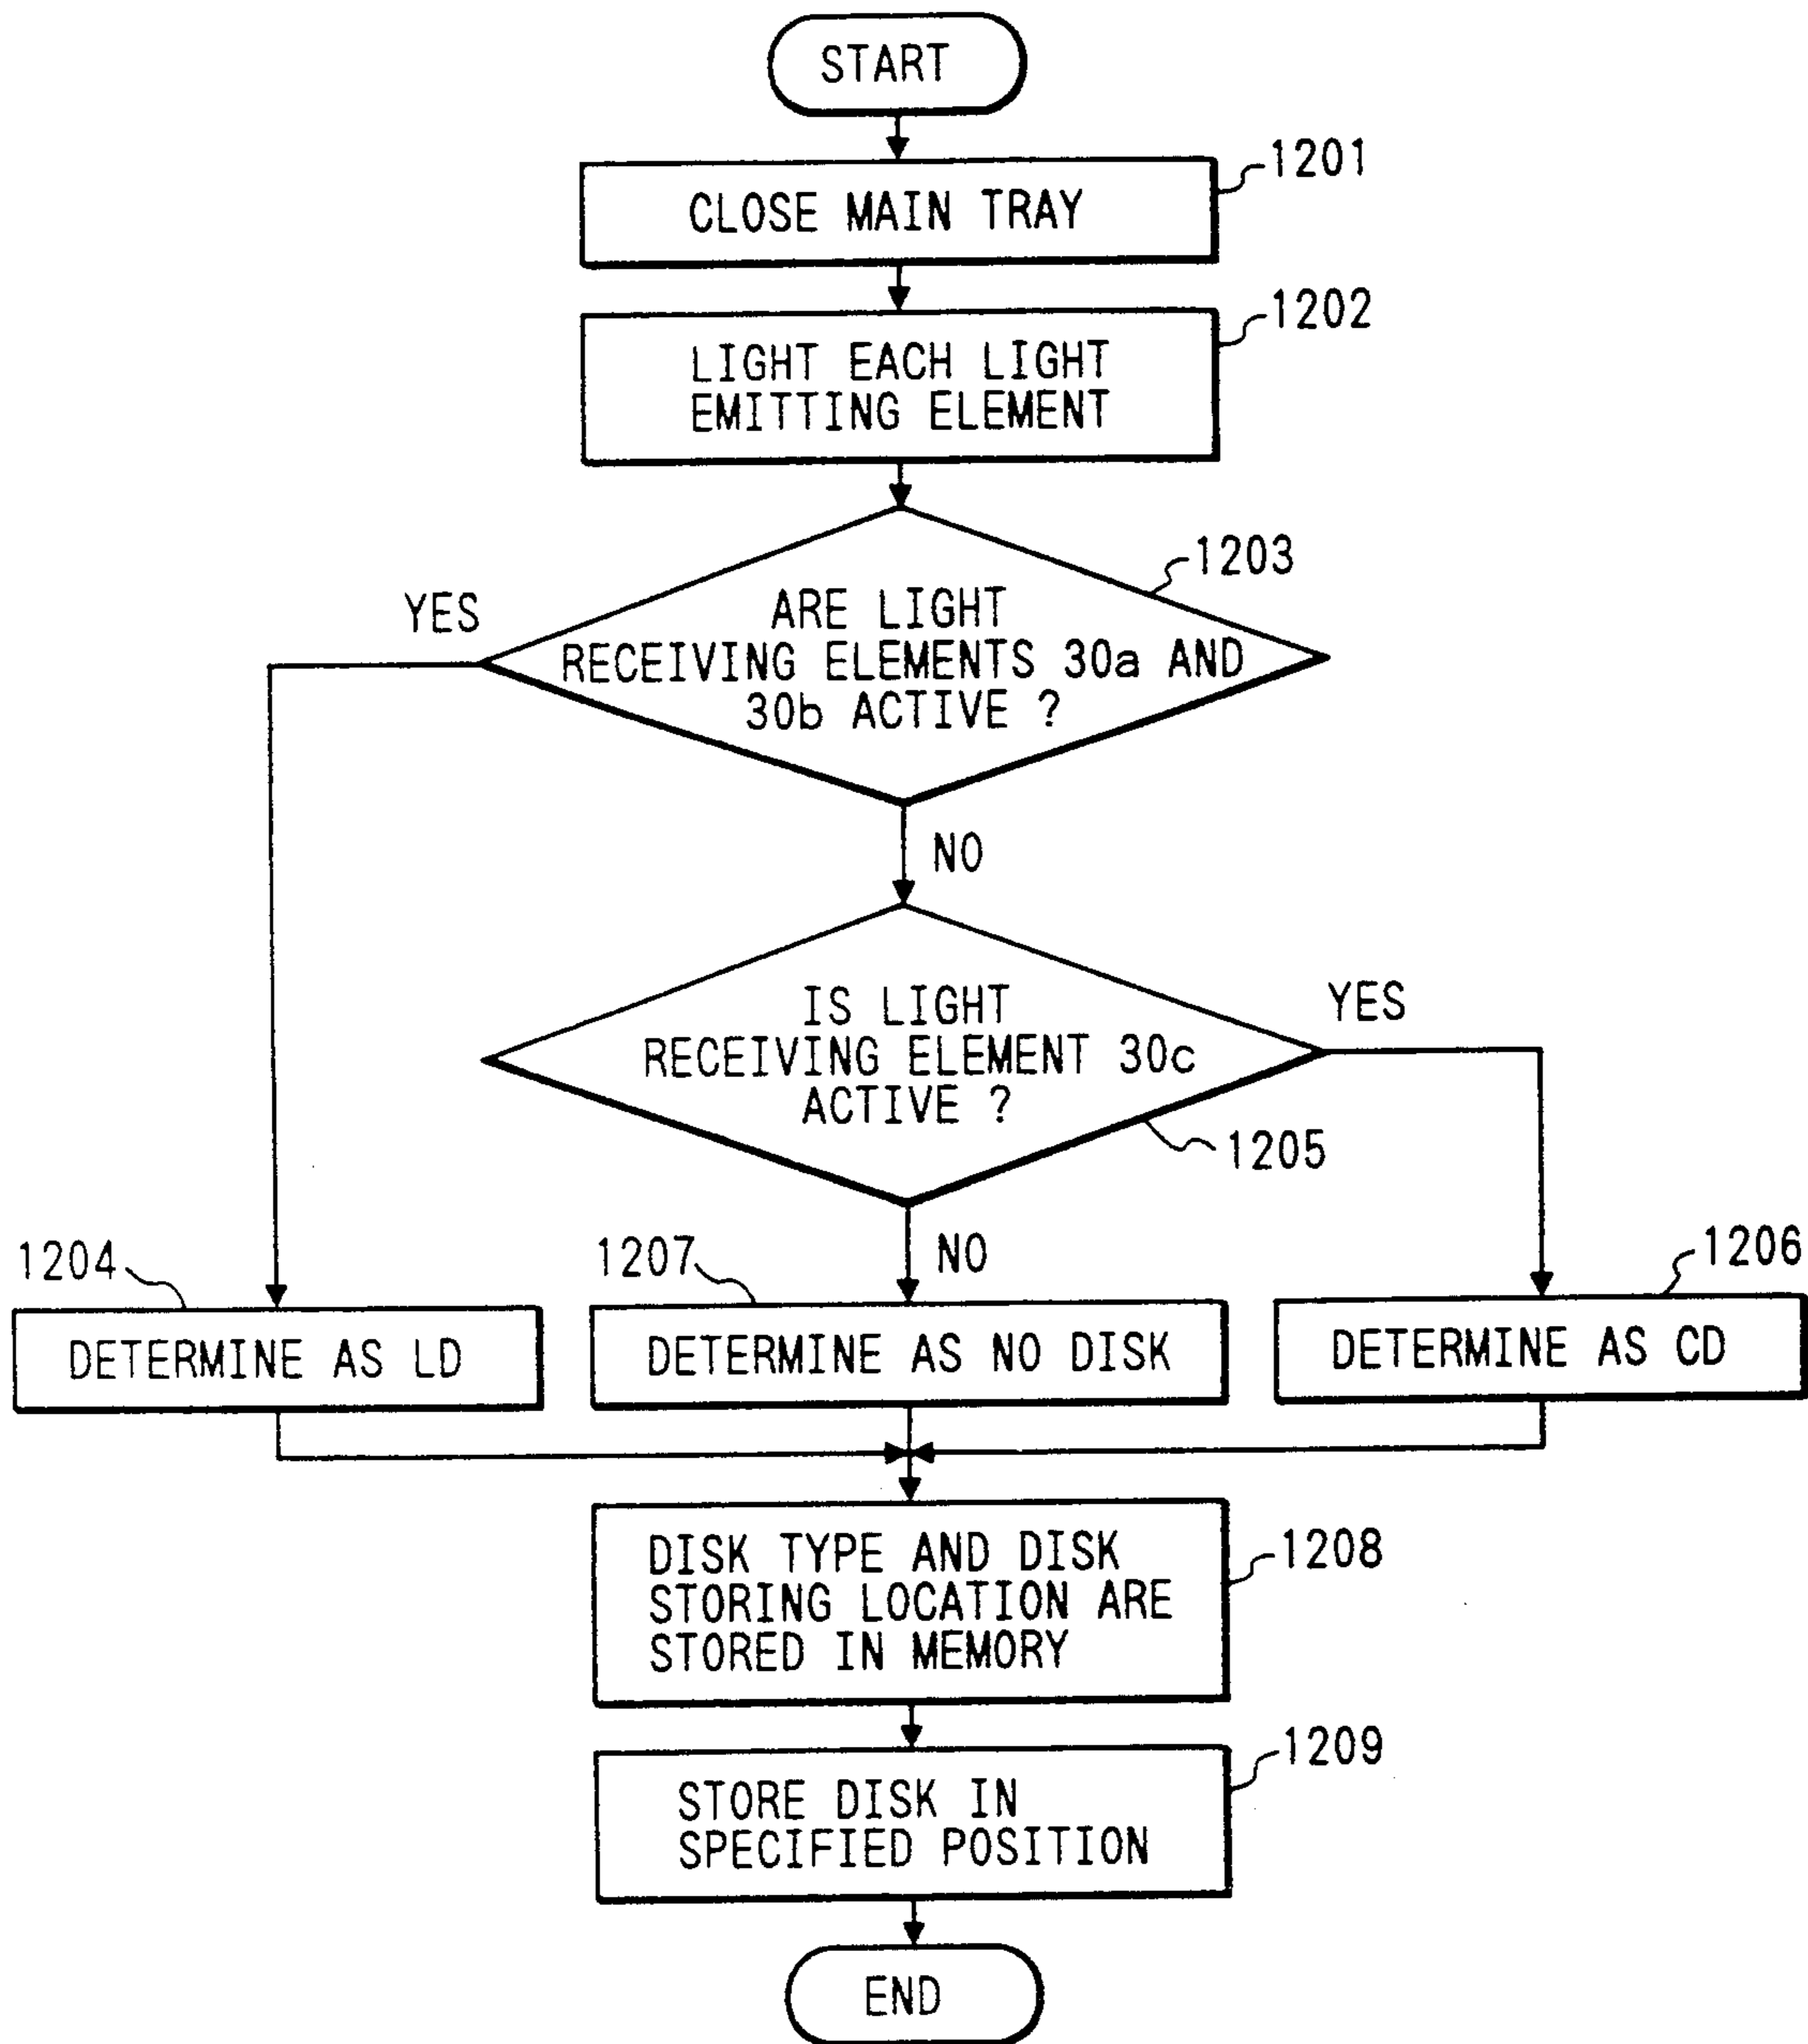 START
1201
CLOSE MAIN TRAY
1202
LIGHT EACH LIGHT
EMITTING ELEMENT
1203
YES
ARE LIGHT
RECEIVING ELEMENTS 30a AND
30b ACTIVE ?
NO
IS LIGHT
RECEIVING ELEMENT 30c
ACTIVE ?
YES
1205
NO
1204
1207
1206
DETERMINE AS LD
DETERMINE AS NO DISK
DETERMINE AS CD
DISK TYPE AND DISK
STORING LOCATION ARE
STORED IN MEMORY
1208
1209
STORE DISK IN
SPECIFIED POSITION
END